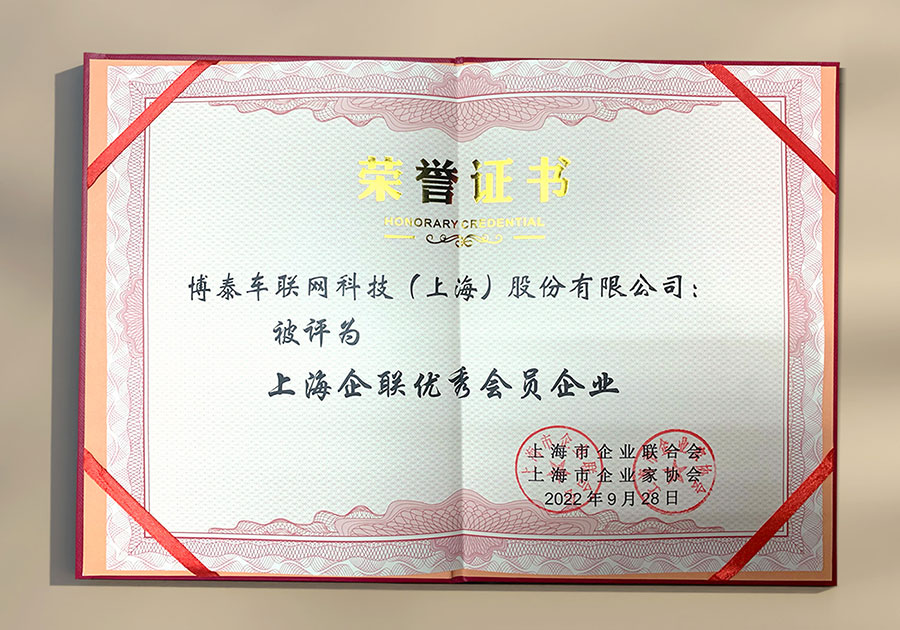 荣誉证书
HONORARY CREDENTIAL
博泰车联网科技（上海）股份有限公司：
被评为
上海企联优秀会员企业
上海市企业联合会
上海市企业家协会
2022年9月28日